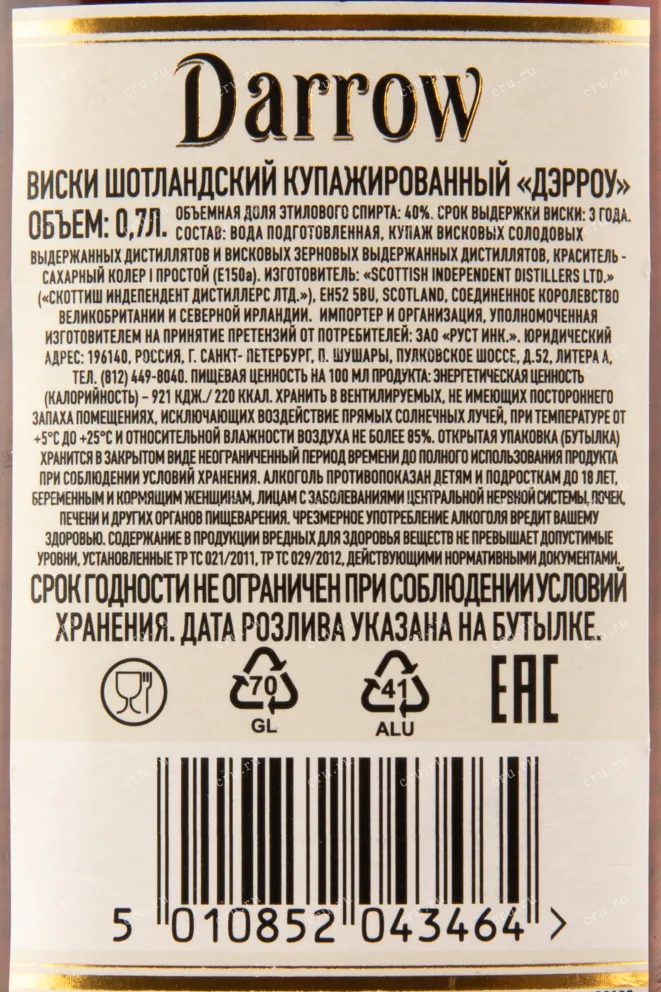 Darrow
ВИСКИ ШОТЛАНДСКИЙ КУПАЖИРОВАННЫЙ «ДЭРРОУ»
ОБЪЕМ: 0,7Л. ОБЪЕМНАЯ ДОЛЯ ЭТИЛОВОГО СПИРТА: 40%. СРОК ВЫДЕРЖКИ ВИСКИ: 3 ГОДА.
СОСТАВ: ВОДА ПОДГОТОВЛЕННАЯ, КУПАЖ ВИСКОВЫХ СОЛОДОВЫХ
ВЫДЕРЖАННЫХ ДИСТИЛЛЯТОВ И ВИСКОВЫХ ЗЕРНОВЫХ ВЫДЕРЖАННЫХ ДИСТИЛЛЯТОВ, КРАСИТЕЛЬ -
САХАРНЫЙ КОЛЕР I ПРОСТОЙ (Е150а). ИЗГОТОВИТЕЛЬ: «SCOTTISH INDEPENDENT DISTILLERS LTD.»
(«СКОТТИШ ИНДЕПЕНДЕНТ ДИСТИЛЛЕРС ЛТД.»), EH52 5BU, SCOTLAND, СОЕДИНЕННОЕ КОРОЛЕВСТВО
ВЕЛИКОБРИТАНИИ И СЕВЕРНОЙ ИРЛАНДИИ. ИМПОРТЕР И ОРГАНИЗАЦИЯ, УПОЛНОМОЧЕННАЯ
ИЗГОТОВИТЕЛЕМ НА ПРИНЯТИЕ ПРЕТЕНЗИЙ ОТ ПОТРЕБИТЕЛЕЙ: ЗАО «РУСТ ИНК.». ЮРИДИЧЕСКИЙ
АДРЕС: 196140, РОССИЯ, Г. САНКТ- ПЕТЕРБУРГ, П. ШУШАРЫ, ПУЛКОВСКОЕ ШОССЕ, Д.52, ЛИТЕРА А,
ТЕЛ. (812) 449-8040. ПИЩЕВАЯ ЦЕННОСТЬ НА 100 МЛ ПРОДУКТА: ЭНЕРГЕТИЧЕСКАЯ ЦЕННОСТЬ
(КАЛОРИЙНОСТЬ) – 921 КДЖ./ 220 ККАЛ. ХРАНИТЬ В ВЕНТИЛИРУЕМЫХ, НЕ ИМЕЮЩИХ ПОСТОРОННЕГО
ЗАПАХА ПОМЕЩЕНИЯХ, ИСКЛЮЧАЮЩИХ ВОЗДЕЙСТВИЕ ПРЯМЫХ СОЛНЕЧНЫХ ЛУЧЕЙ, ПРИ ТЕМПЕРАТУРЕ ОТ
+5°С ДО +25°С И ОТНОСИТЕЛЬНОЙ ВЛАЖНОСТИ ВОЗДУХА НЕ БОЛЕЕ 85%. ОТКРЫТАЯ УПАКОВКА (БУТЫЛКА)
ХРАНИТСЯ В ЗАКРЫТОМ ВИДЕ НЕОГРАНИЧЕННЫЙ ПЕРИОД ВРЕМЕНИ ДО ПОЛНОГО ИСПОЛЬЗОВАНИЯ ПРОДУКТА
ПРИ СОБЛЮДЕНИИ УСЛОВИЙ ХРАНЕНИЯ. АЛКОГОЛЬ ПРОТИВОПОКАЗАН ДЕТЯМ И ПОДРОСТКАМ ДО 18 ЛЕТ,
БЕРЕМЕННЫМ И КОРМЯЩИМ ЖЕНЩИНАМ, ЛИЦАМ С ЗАБОЛЕВАНИЯМИ ЦЕНТРАЛЬНОЙ НЕРВНОЙ СИСТЕМЫ, ПОЧЕК,
ПЕЧЕНИ И ДРУГИХ ОРГАНОВ ПИЩЕВАРЕНИЯ. ЧРЕЗМЕРНОЕ УПОТРЕБЛЕНИЕ АЛКОГОЛЯ ВРЕДИТ ВАШЕМУ
ЗДОРОВЬЮ. СОДЕРЖАНИЕ В ПРОДУКЦИИ ВРЕДНЫХ ДЛЯ ЗДОРОВЬЯ ВЕЩЕСТВ НЕ ПРЕВЫШАЕТ ДОПУСТИМЫЕ
УРОВНИ, УСТАНОВЛЕННЫЕ ТР ТС 021/2011, ТР ТС 029/2012, ДЕЙСТВУЮЩИМИ НОРМАТИВНЫМИ ДОКУМЕНТАМИ.
СРОК ГОДНОСТИ НЕ ОГРАНИЧЕН ПРИ СОБЛЮДЕНИИ УСЛОВИЙ
ХРАНЕНИЯ. ДАТА РОЗЛИВА УКАЗАНА НА БУТЫЛКЕ.
70 41 EAC
GL ALU
5 010852 043464 >